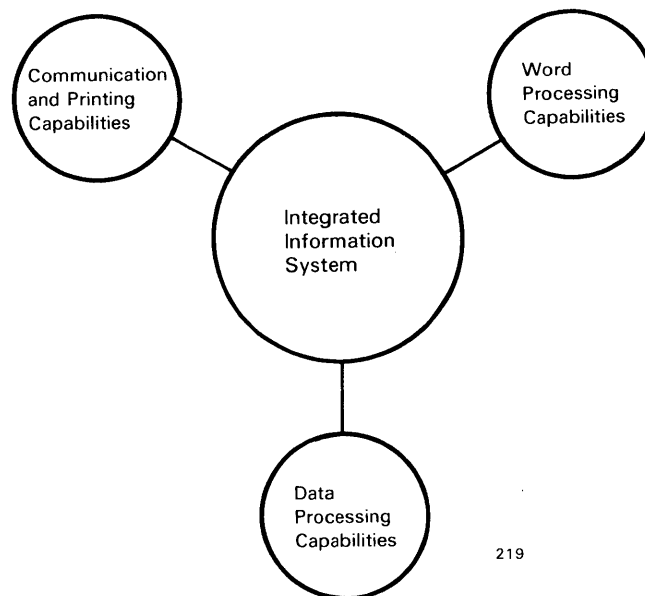 Communication
and Printing
Capabilities
Word
Processing
Capabilities
Integrated
Information
System
Data
Processing
Capabilities
219